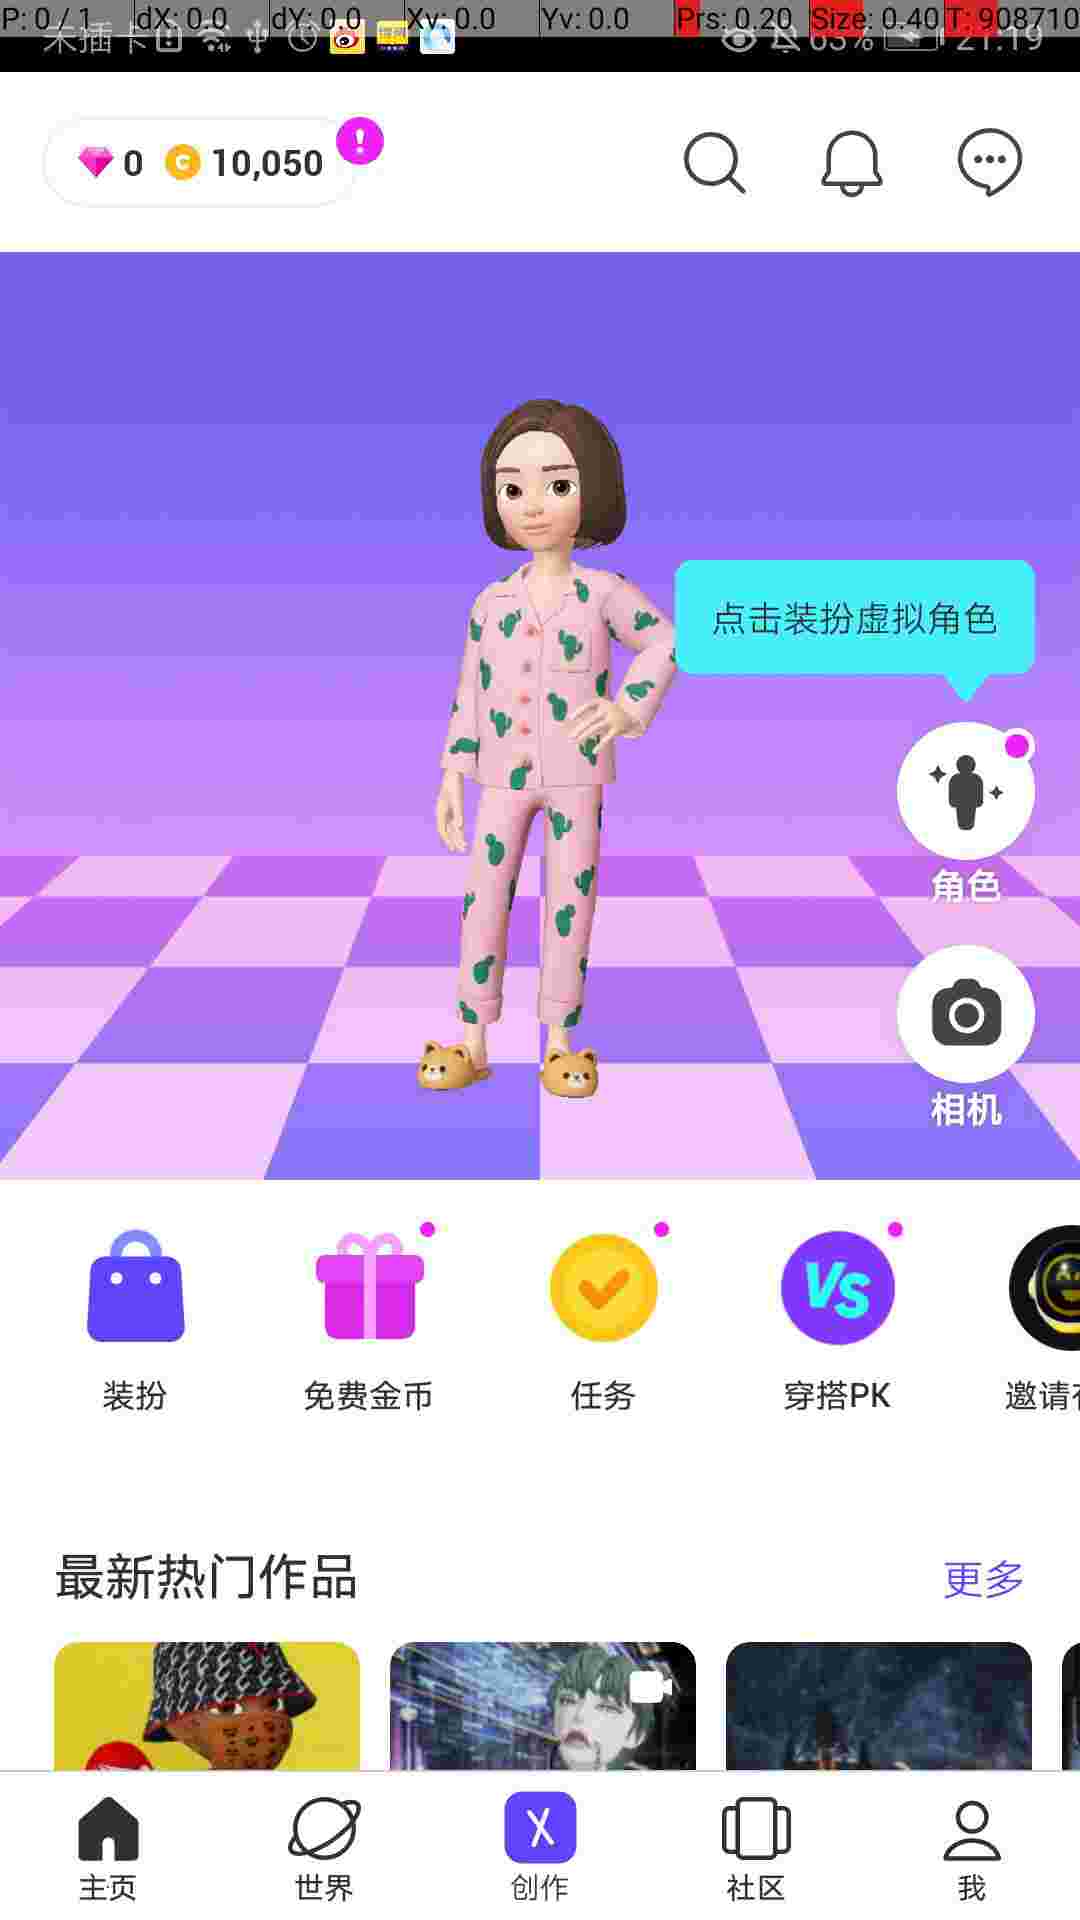 P: 0 / 1 dX: 0.0 dY: 0.0 Xv: 0.0 Yv: 0.0 Prs: 0.20 Size: 0.40 T: 908710
未插卡 63% 21:19
0 10,050
点击装扮虚拟角色
角色
相机
VS
装扮 免费金币 任务 穿搭PK 邀请
最新热门作品 更多
主页 世界 创作 社区 我